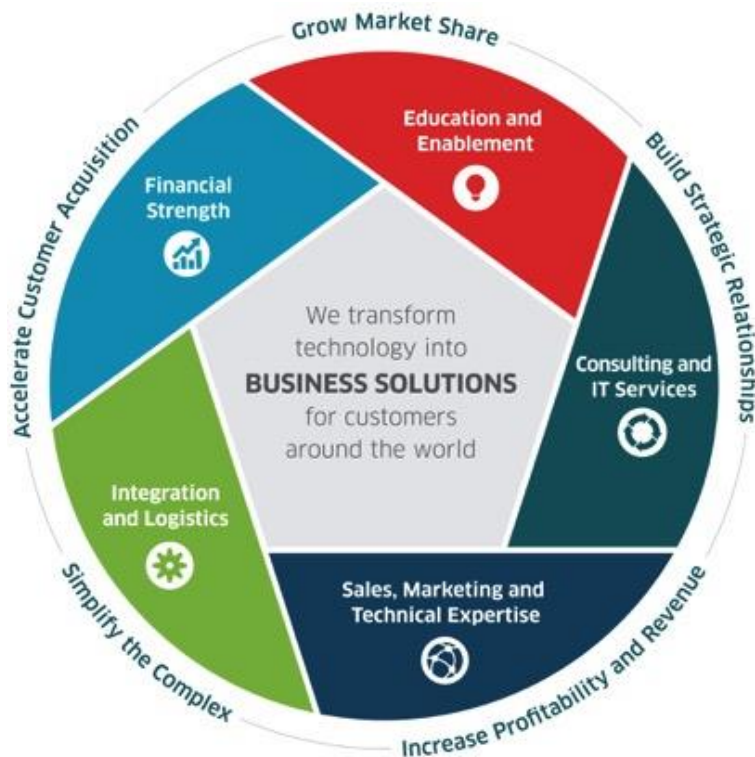 Grow Market Share
Education and
Enablement
Build Strategic Relationships
Accelerate Customer Acquisition
Financial
Strength
We transform
technology into
BUSINESS SOLUTIONS
for customers
around the world
Consulting and
IT Services
Integration
and Logistics
Sales, Marketing and
Technical Expertise
Simplify the Complex
Increase Profitability and Revenue